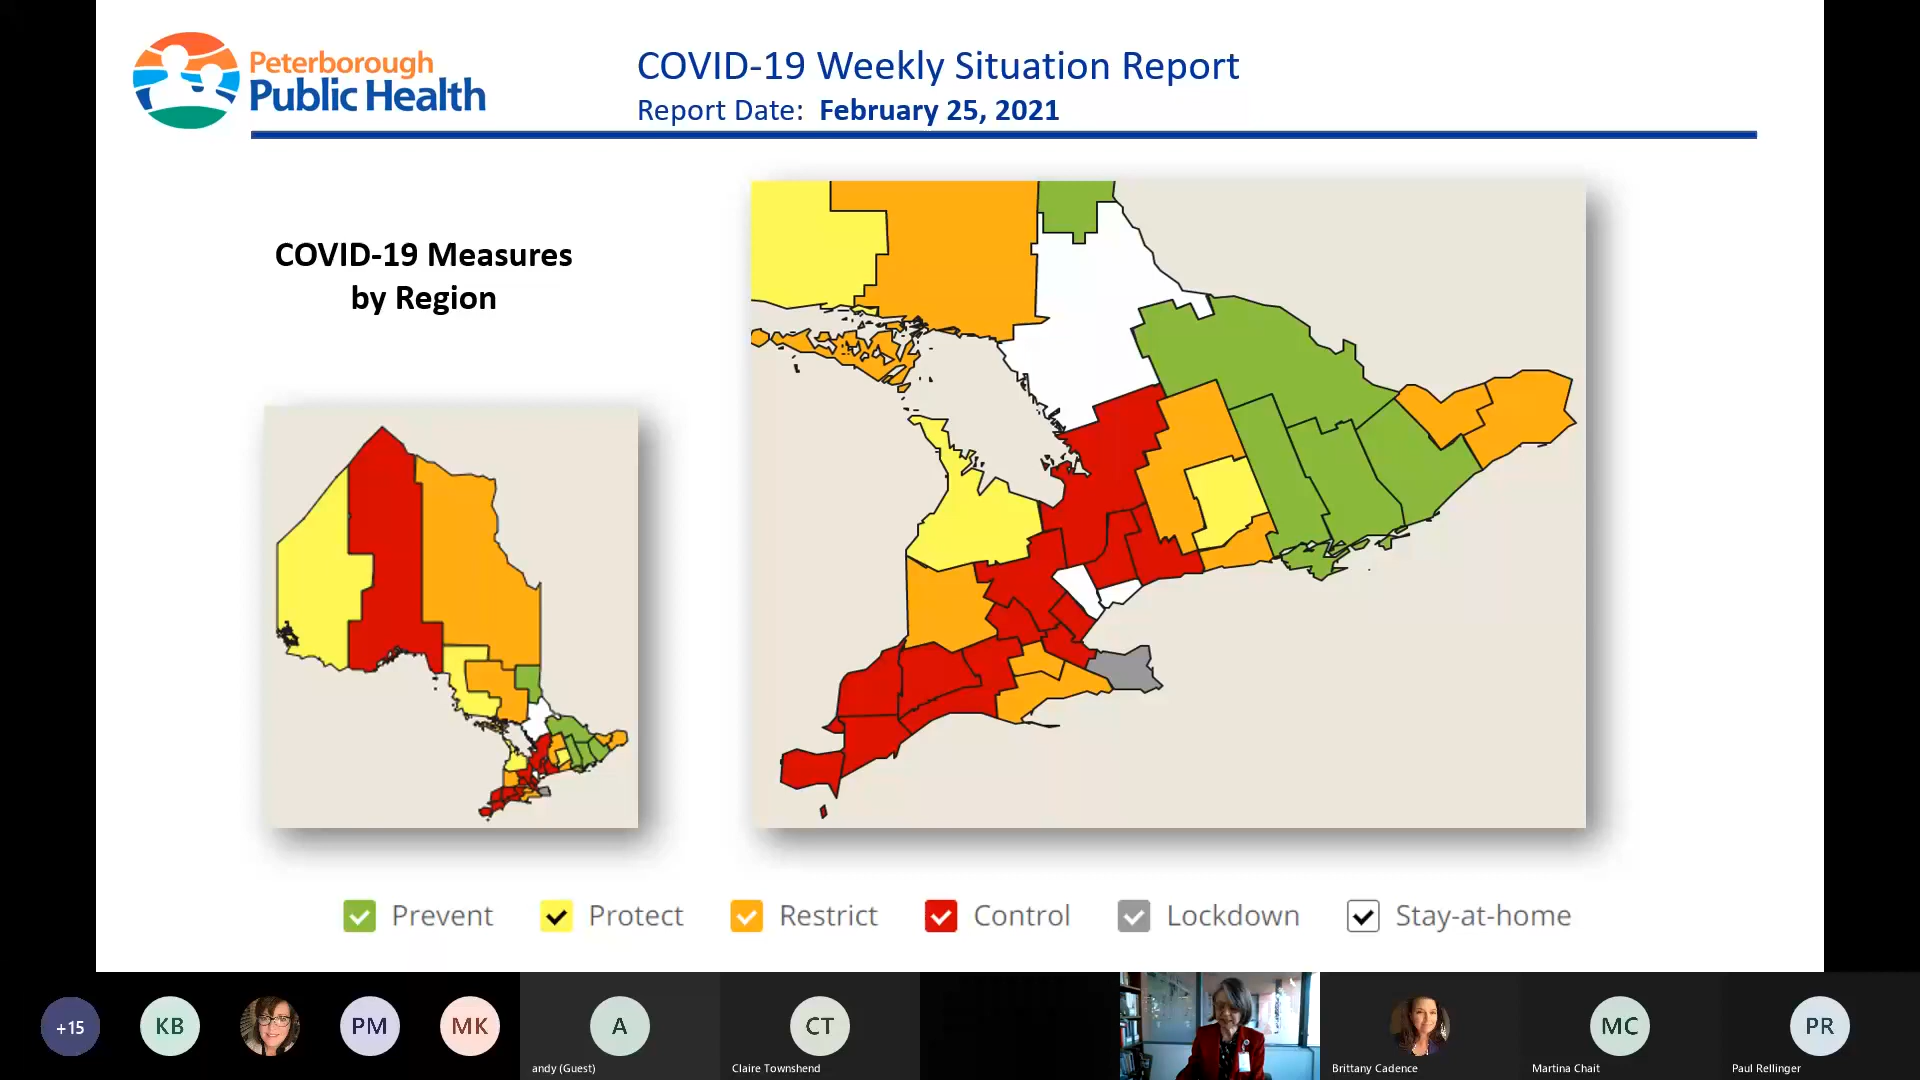 Peterborough
Public Health
COVID-19 Weekly Situation Report
Report Date: February 25, 2021
COVID-19 Measures
by Region
Prevent
Protect
Restrict
Control
Lockdown
Stay-at-home
+15
KB
PM
MK
A
andy (Guest)
CT
Claire Townshend
Brittany Cadence
MC
Martina Chait
PR
Paul Rellinger